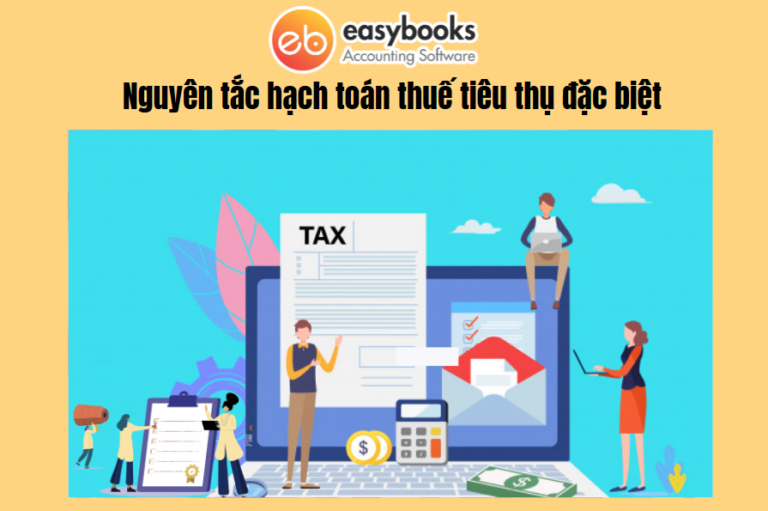 eb easybooks
Accounting Software
Nguyên tắc hạch toán thuế tiêu thụ đặc biệt
TAX
$
$